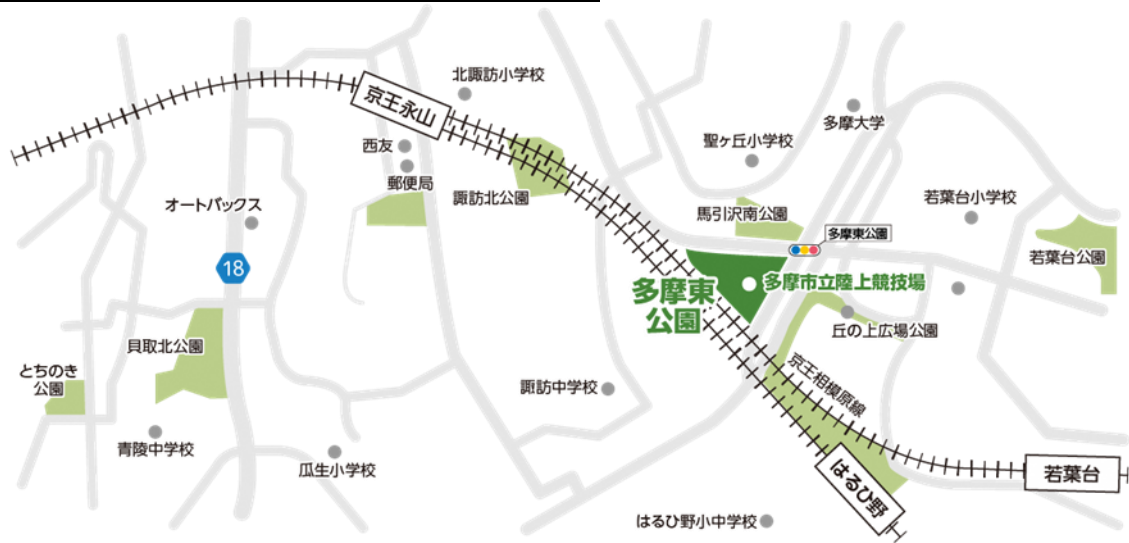 北諏訪小学校
京王永山
多摩大学
聖ヶ丘小学校
西友
郵便局
オートバックス
諏訪北公園
馬引沢南公園
若葉台小学校
多摩東公園
若葉台公園
18
多摩東
公園
多摩市立陸上競技場
丘の上広場公園
貝取北公園
とちのき
公園
諏訪中学校
京王相模原線
青陵中学校
瓜生小学校
はるひ野
若葉台
はるひ野小中学校